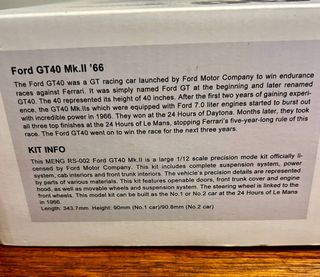 Ford GT40 Mk.II '66
The Ford GT40 was a GT racing car launched by Ford Motor Company to win endurance
races against Ferrari. It was simply named Ford GT at the beginning and later renamed
GT40. The 40 represented its height of 40 inches. After the first two years of gaining experi-
ence, the GT40 Mk.IIs which were equipped with Ford 7.0 liter engines started to burst out
with incredible power in 1966. They won at the 24 Hours of Daytona. Months later, they took
all three top finishes at the 24 Hours of Le Mans, stopping Ferrari's five-year-long rule of this
race. The Ford GT40 went on to win the race for the next three years.
KIT INFO
This MENG RS-002 Ford GT40 Mk.II is a large 1/12 scale precision mode kit officially li-
censed by Ford Motor Company. This kit includes complete suspension system, power
system, cab interiors and front trunk interiors. The vehicle's precision details are represented
by parts of various materials. This kit features openable doors, front trunk cover and engine
hood, as well as movable wheels and suspension system. The steering wheel is linked to the
front wheels. This model kit can be built as the No.1 or No.2 car at the 24 Hours of Le Mans
in 1966.
Length: 343.7mm Height: 90mm (No.1 car)/90.8mm (No.2 car)